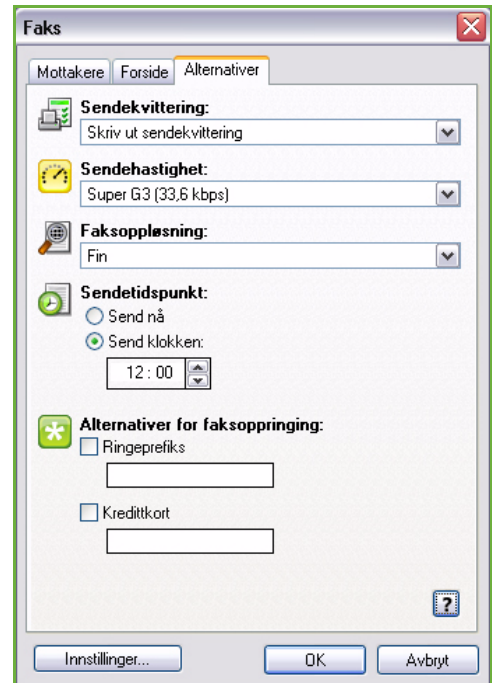 Faks
Mottakere Forside Alternativer
Sendekvittering:
Skriv ut sendekvittering
Sendehastighet:
Super G3 (33,6 kbps)
Faksoppløsning:
Fin
Sendetidspunkt:
Send nå
Send klokken:
12 : 00
Alternativer for faksoppringing:
Ringeprefiks
Kredittkort
?
Innstillinger... OK Avbryt